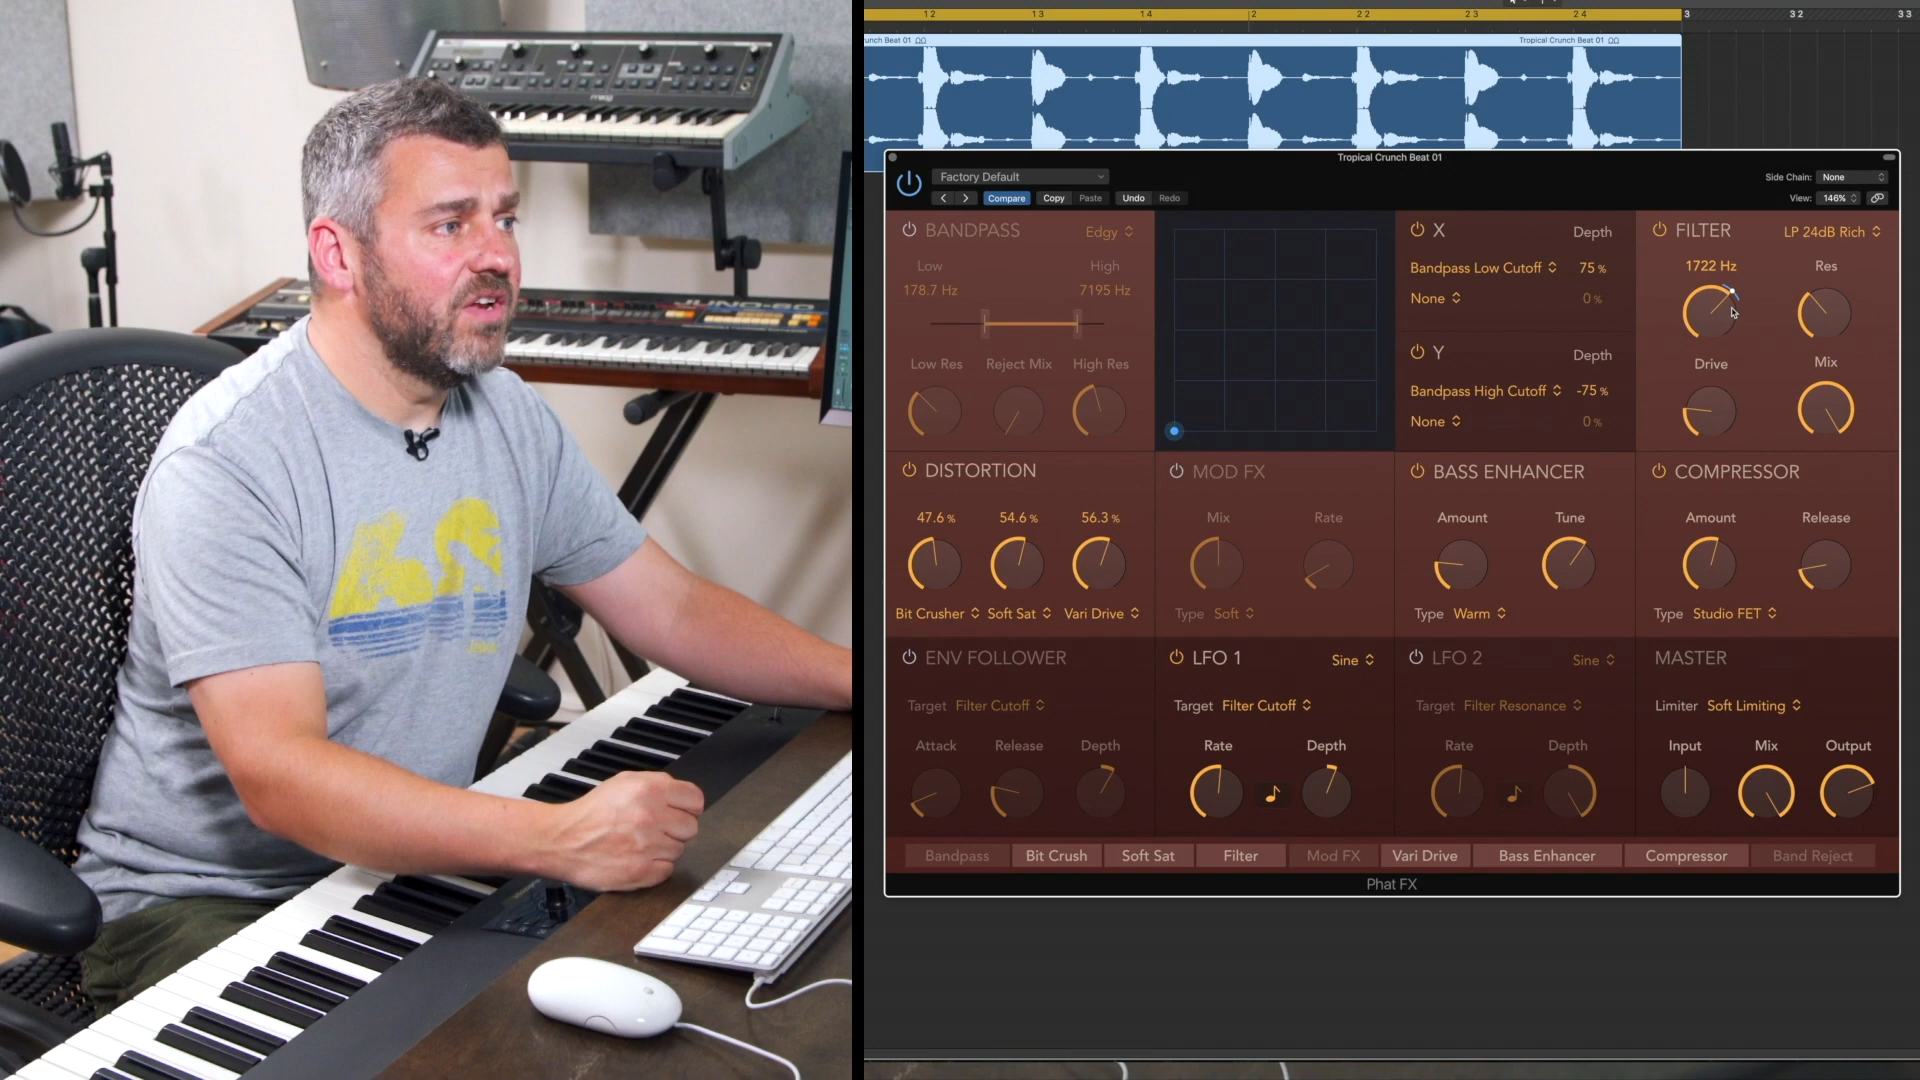 12 13 14 2 22 23 24 3 32 33
unch Beat 01
Tropical Crunch Beat 01
Tropical Crunch Beat 01
Factory Default
Side Chain: None
Compare Copy Paste Undo Redo
View: 146%
BANDPASS Edgy
Low High
178.7 Hz 7195 Hz
Low Res Reject Mix High Res
X Depth
Bandpass Low Cutoff 75 %
None 0 %
Y Depth
Bandpass High Cutoff -75 %
None 0 %
FILTER LP 24dB Rich
1722 Hz Res
Drive Mix
DISTORTION
47.6 % 54.6 % 56.3 %
Bit Crusher Soft Sat Vari Drive
MOD FX
Mix Rate
Type Soft
BASS ENHANCER
Amount Tune
Type Warm
COMPRESSOR
Amount Release
Type Studio FET
ENV FOLLOWER
Target Filter Cutoff
Attack Release Depth
LFO 1 Sine
Target Filter Cutoff
Rate Depth
LFO 2 Sine
Target Filter Resonance
Rate Depth
MASTER
Limiter Soft Limiting
Input Mix Output
Bandpass Bit Crush Soft Sat Filter Mod FX Vari Drive Bass Enhancer Compressor Band Reject
Phat FX
moog
JUNO-60